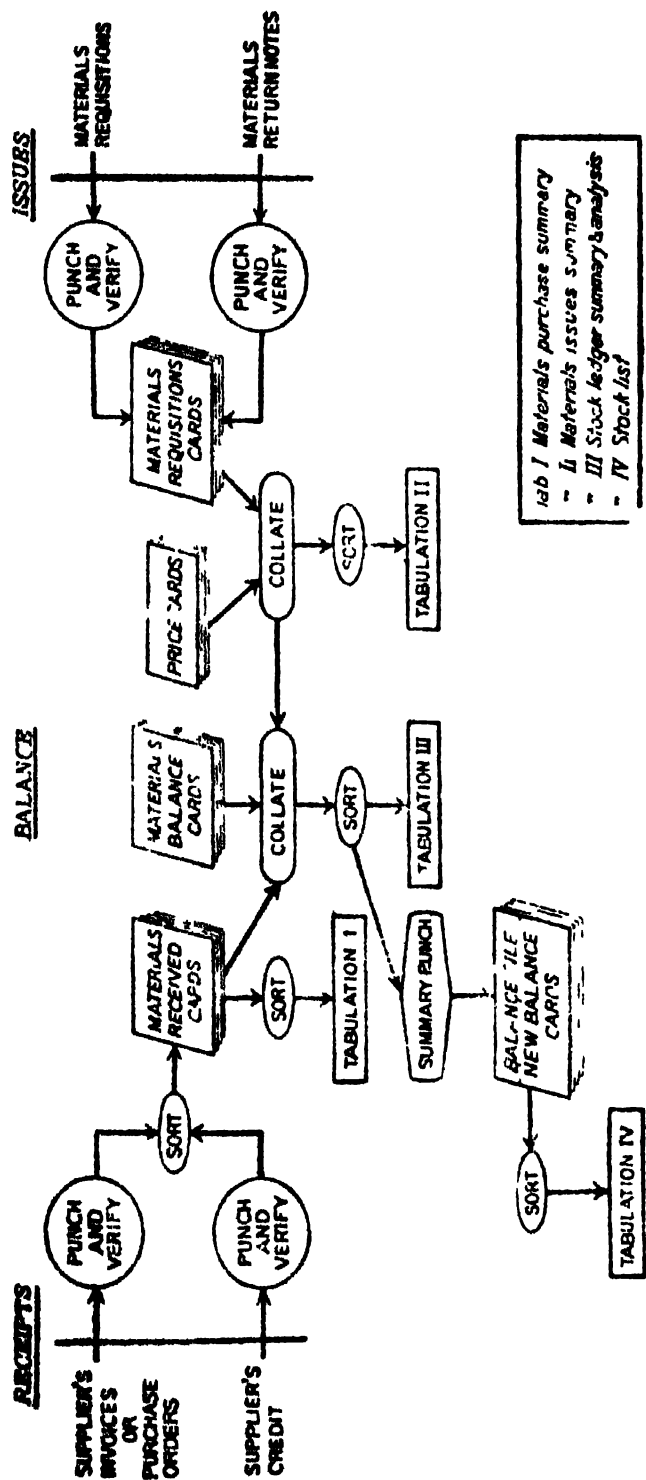 RECEIPTS
SUPPLIER'S
INVOICES
OR
PURCHASE
ORDERS
SUPPLIER'S
CREDIT
PUNCH
AND
VERIFY
PUNCH
AND
VERIFY
SORT
MATERIALS
RECEIVED
CARDS
SORT
TABULATION I
BALANCE
MATERIALS
BALANCE
CARDS
COLLATE
SORT
TABULATION III
SUMMARY PUNCH
BALANCE FILE
NEW BALANCE
CARDS
SORT
TABULATION IV
PRICE CARDS
COLLATE
SORT
TABULATION II
ISSUES
MATERIALS
REQUISITIONS
MATERIALS
RETURN NOTES
PUNCH
AND
VERIFY
PUNCH
AND
VERIFY
MATERIALS
REQUISITIONS
CARDS
Tab I Materials purchase summary
" II Materials issues summary
" III Stock ledger summary & analysis
" IV Stock list